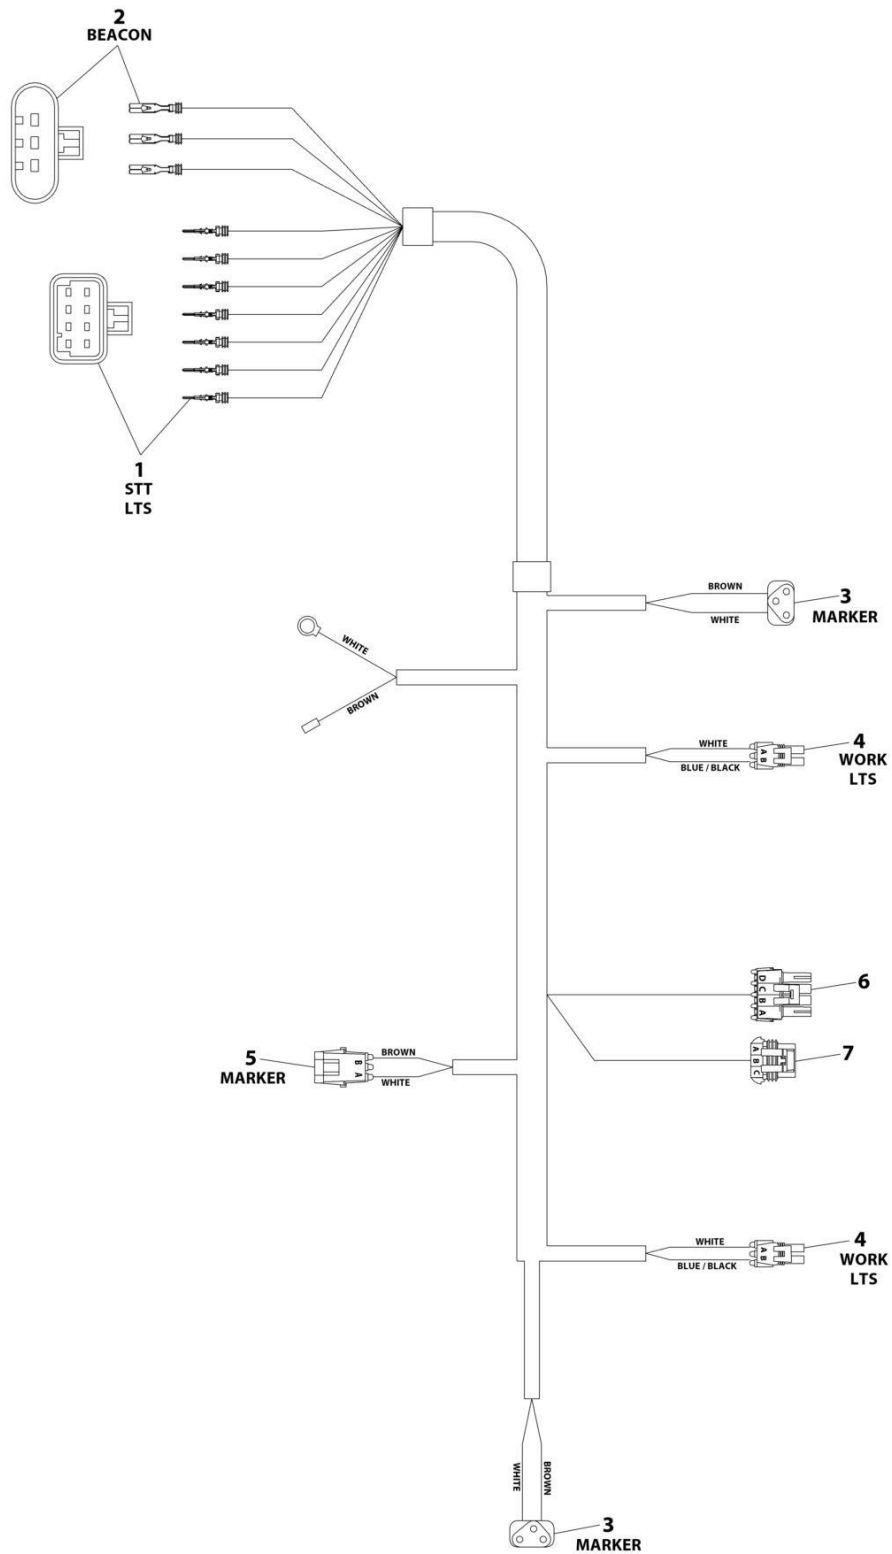 2
BEACON
1
STT
LTS
BROWN
WHITE
3
MARKER
WHITE
BROWN
WHITE
BLUE / BLACK
A
B
4
WORK
LTS
D
C
B
A
6
5
MARKER
BROWN
WHITE
B
A
A
B
C
7
WHITE
BLUE / BLACK
A
B
4
WORK
LTS
WHITE
BROWN
3
MARKER